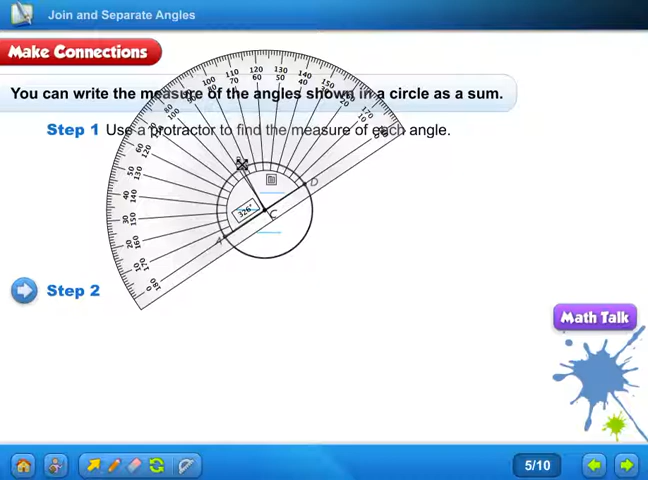 Join and Separate Angles
Make Connections
You can write the measure of the angles shown in a circle as a sum.
Step 1 Use a protractor to find the measure of each angle.
326°
A
C
D
Step 2
Math Talk
5/10